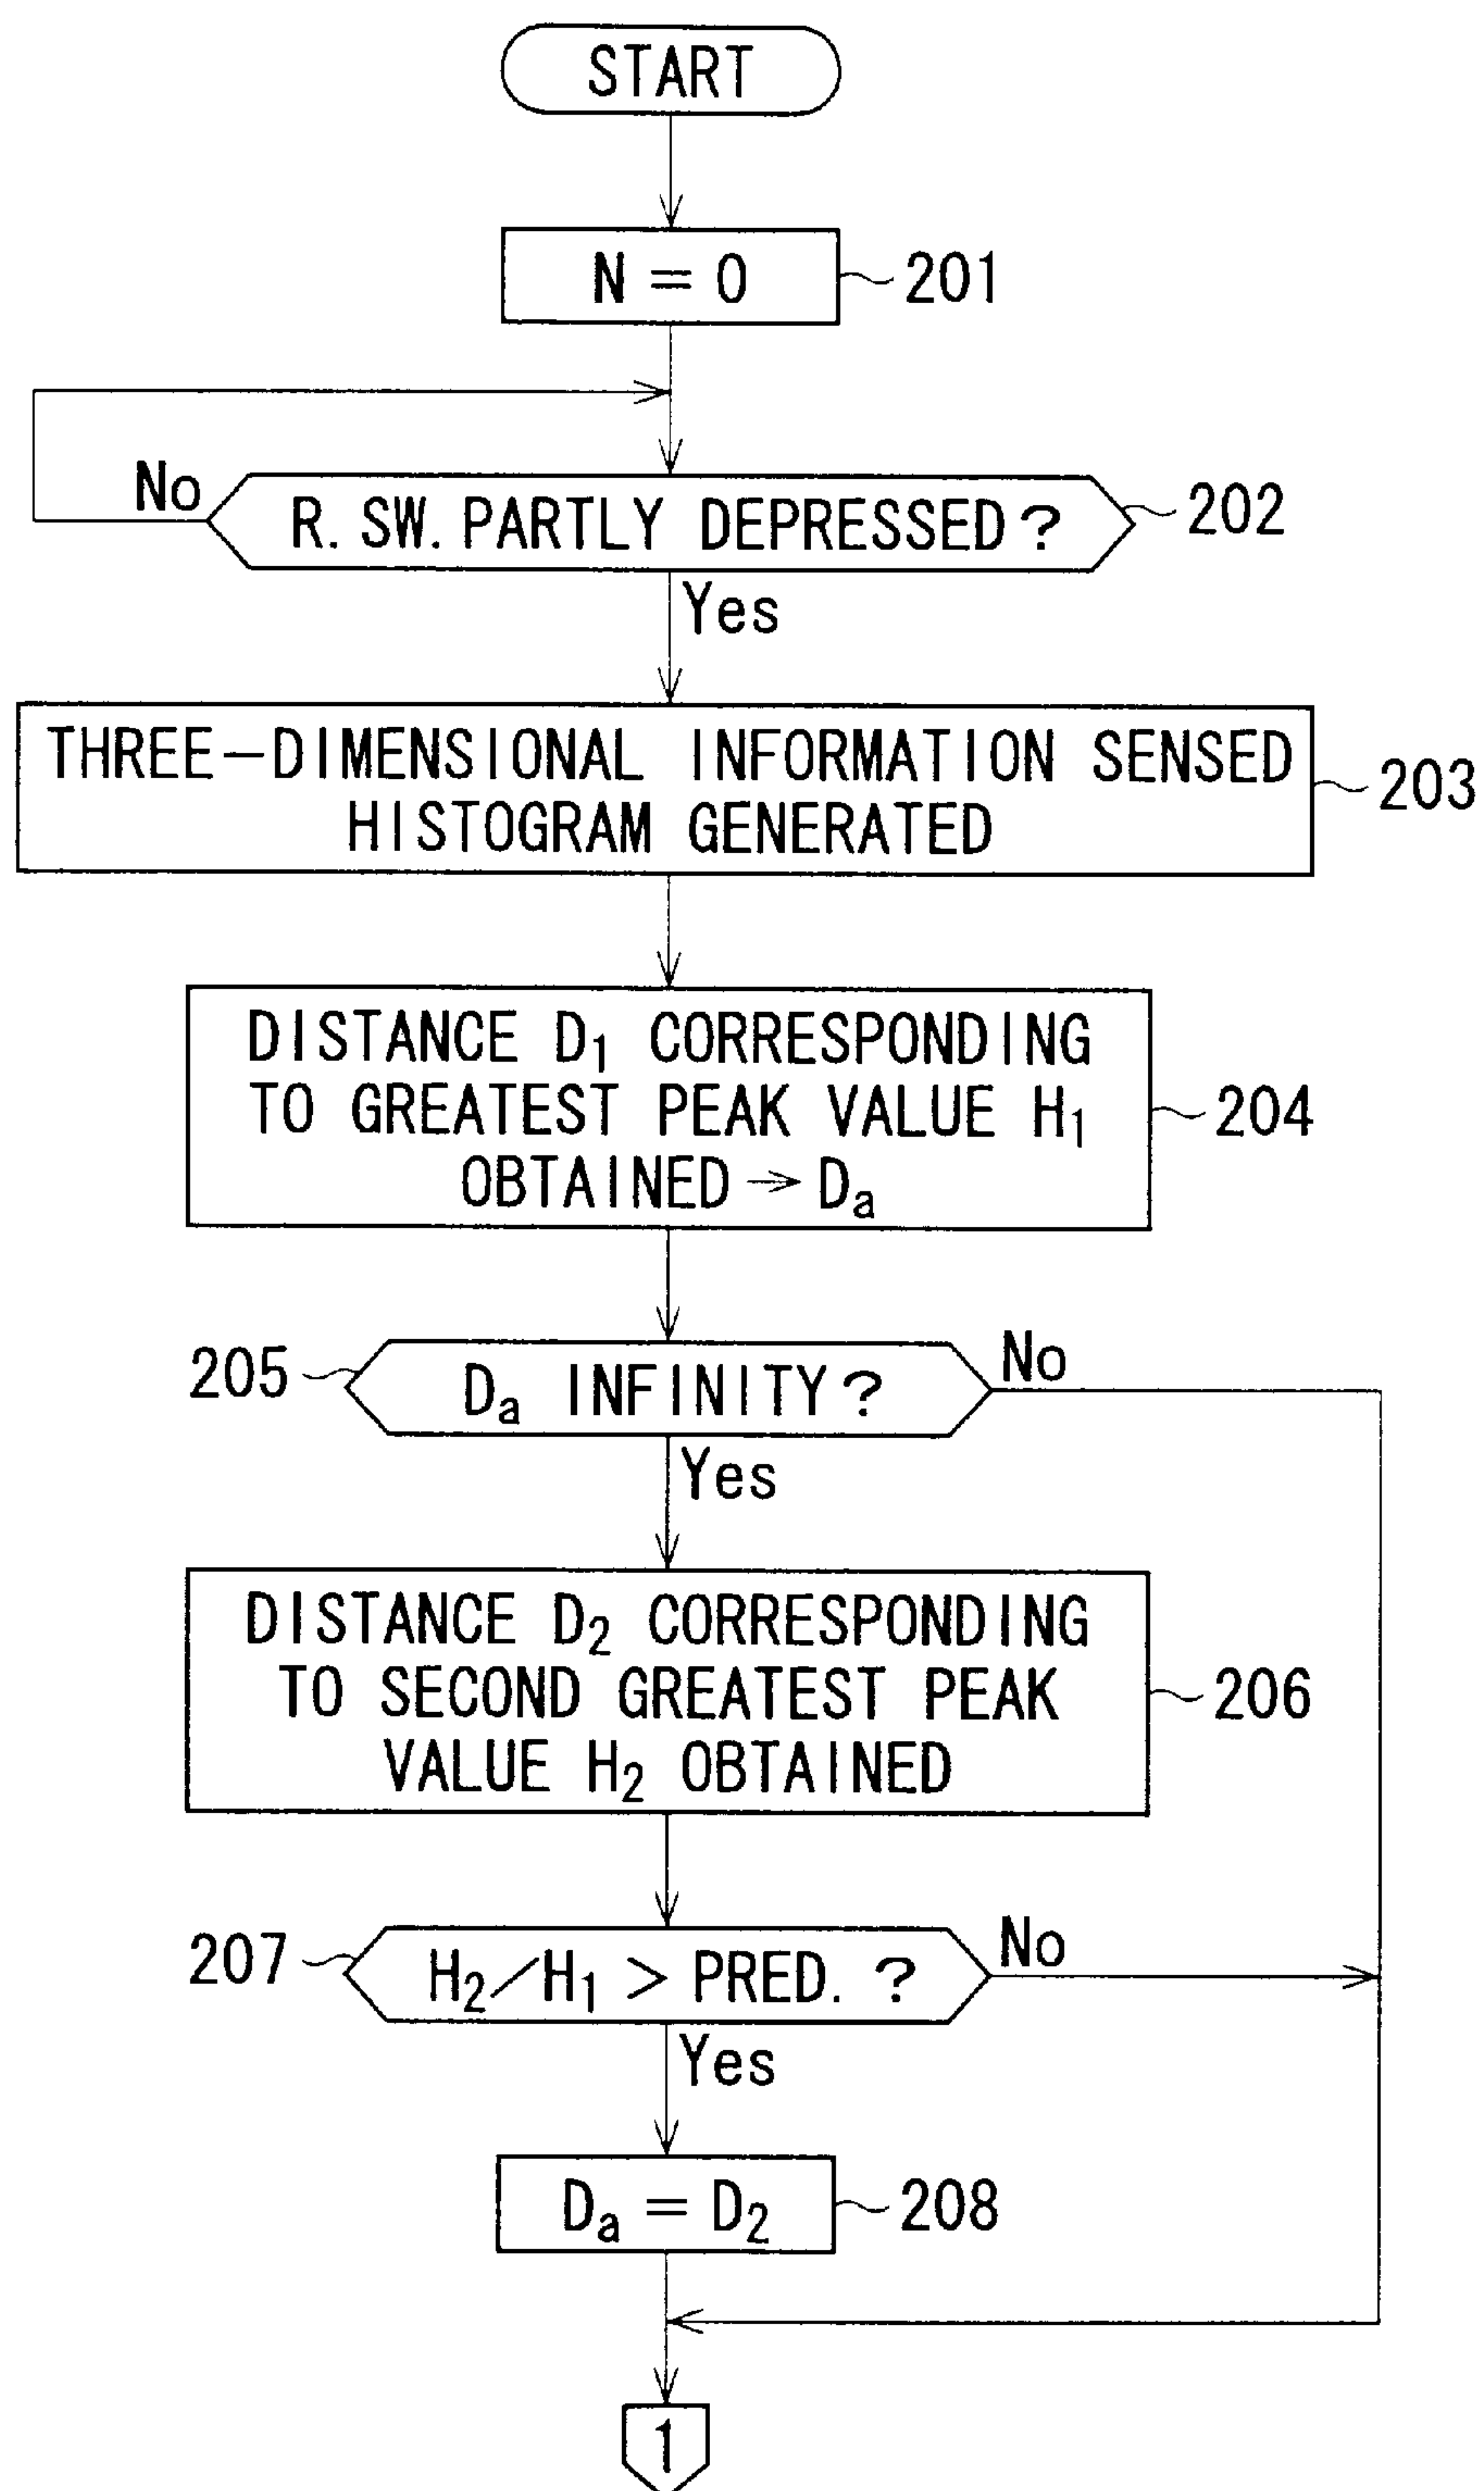 START
N = 0
201
No
R. SW. PARTLY DEPRESSED ?
202
Yes
THREE-DIMENSIONAL INFORMATION SENSED
HISTOGRAM GENERATED
203
DISTANCE D1 CORRESPONDING
TO GREATEST PEAK VALUE H1
OBTAINED → Da
204
205
Da INFINITY ?
No
Yes
DISTANCE D2 CORRESPONDING
TO SECOND GREATEST PEAK
VALUE H2 OBTAINED
206
207
H2/H1 > PRED. ?
No
Yes
Da = D2
208
1